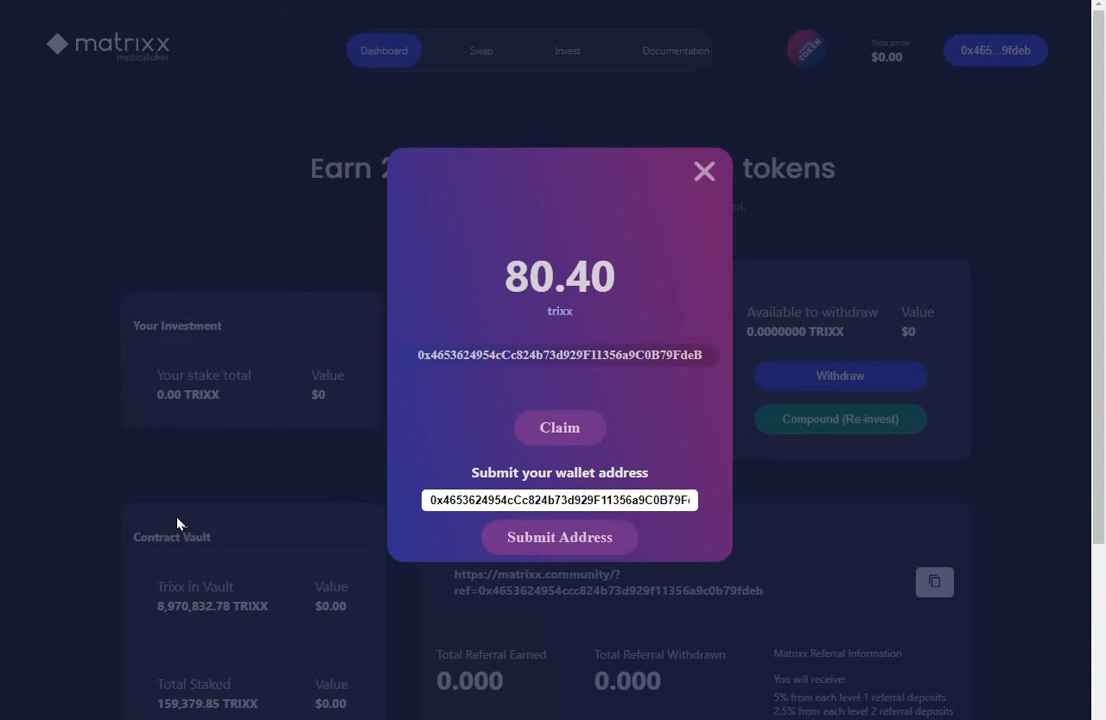 matrixx
maticstaker
Dashboard
Swap
Invest
Documentation
TOKEN
Trixx price
$0.00
0x465...9fdeb
Earn
tokens
80.40
trixx
0x4653624954cCc824b73d929F11356a9C0B79FdeB
Claim
Submit your wallet address
0x4653624954cCc824b73d929F11356a9C0B79F
Submit Address
Your Investment
Your stake total
Value
0.00 TRIXX
$0
Available to withdraw
Value
0.0000000 TRIXX
$0
Withdraw
Compound (Re-invest)
Contract Vault
Trixx in Vault
Value
8,970,832.78 TRIXX
$0.00
Total Staked
Value
159,379.85 TRIXX
$0.00
https://matrixx.community/?
ref=0x4653624954ccc824b73d929f11356a9c0b79fdeb
Total Referral Earned
Total Referral Withdrawn
0.000
0.000
Matrixx Referral Information
You will receive:
5% from each level 1 referral deposits
2.5% from each level 2 referral deposits